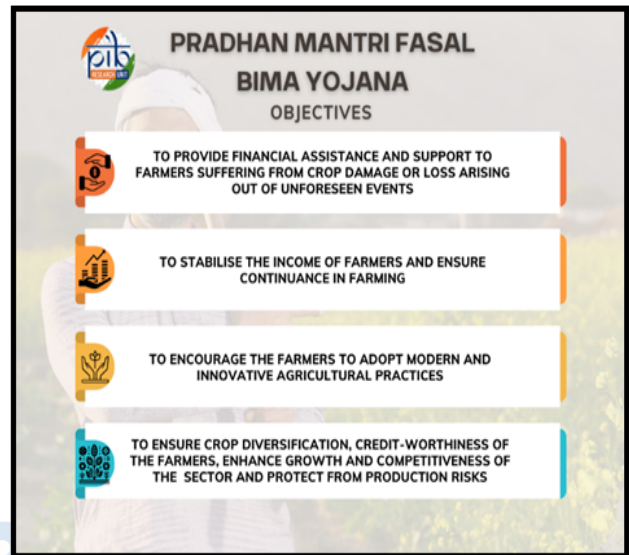 pib
RESEARCH UNIT
PRADHAN MANTRI FASAL
BIMA YOJANA
OBJECTIVES
TO PROVIDE FINANCIAL ASSISTANCE AND SUPPORT TO
FARMERS SUFFERING FROM CROP DAMAGE OR LOSS ARISING
OUT OF UNFORESEEN EVENTS
TO STABILISE THE INCOME OF FARMERS AND ENSURE
CONTINUANCE IN FARMING
TO ENCOURAGE THE FARMERS TO ADOPT MODERN AND
INNOVATIVE AGRICULTURAL PRACTICES
TO ENSURE CROP DIVERSIFICATION, CREDIT-WORTHINESS OF
THE FARMERS, ENHANCE GROWTH AND COMPETITIVENESS OF
THE SECTOR AND PROTECT FROM PRODUCTION RISKS